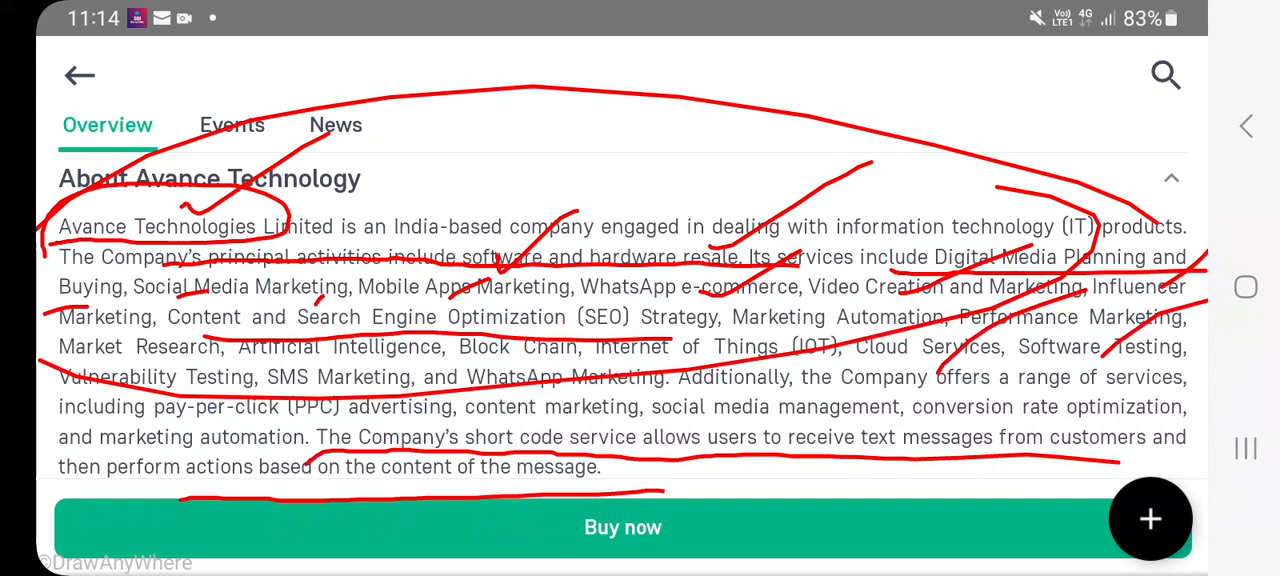 11:14 Vo)) LTE1 4G 83%
Overview Events News
About Avance Technology
Avance Technologies Limited is an India-based company engaged in dealing with information technology (IT) products.
The Company's principal activities include software and hardware resale. Its services include Digital Media Planning and
Buying, Social Media Marketing, Mobile Apps Marketing, WhatsApp e-commerce, Video Creation and Marketing, Influencer
Marketing, Content and Search Engine Optimization (SEO) Strategy, Marketing Automation, Performance Marketing,
Market Research, Artificial Intelligence, Block Chain, Internet of Things (IOT), Cloud Services, Software Testing,
Vulnerability Testing, SMS Marketing, and WhatsApp Marketing. Additionally, the Company offers a range of services,
including pay-per-click (PPC) advertising, content marketing, social media management, conversion rate optimization,
and marketing automation. The Company's short code service allows users to receive text messages from customers and
then perform actions based on the content of the message.
Buy now
©DrawAnyWhere